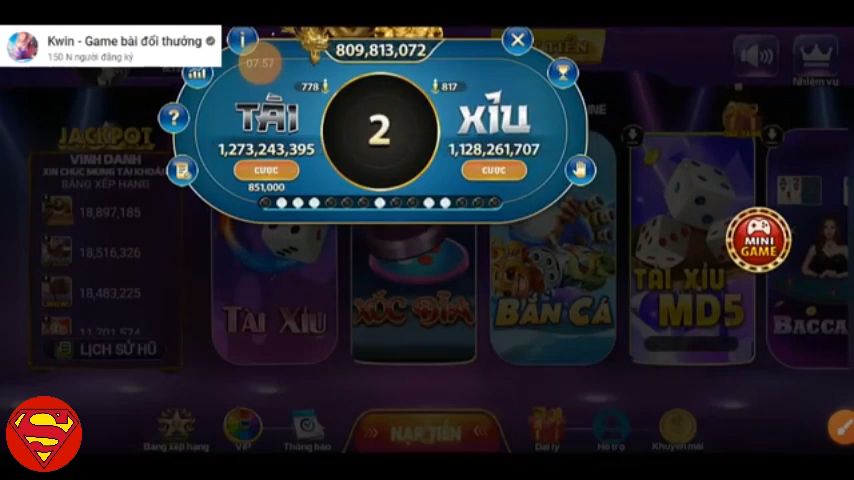 Kwin - Game bài đổi thưởng
150 N người đăng ký
809,813,072
07:57
778
817
TÀI
XỈU
2
1,273,243,395
1,128,261,707
CƯỢC
CƯỢC
851,000
Nhiệm vụ
JACKPOT
VINH DANH
XIN CHÚC MỪNG TÀI KHOẢN
BẢNG XẾP HẠNG
18,897,185
18,516,326
18,483,225
11,701,574
LỊCH SỬ HŨ
TÀI XỈU
XÓC ĐĨA
BẮN CÁ
TÀI XỈU
MD5
MINI
GAME
BACCA
Bảng xếp hạng
Thông báo
NẠP TIỀN
Đại lý
Hỗ trợ
Khuyến mãi